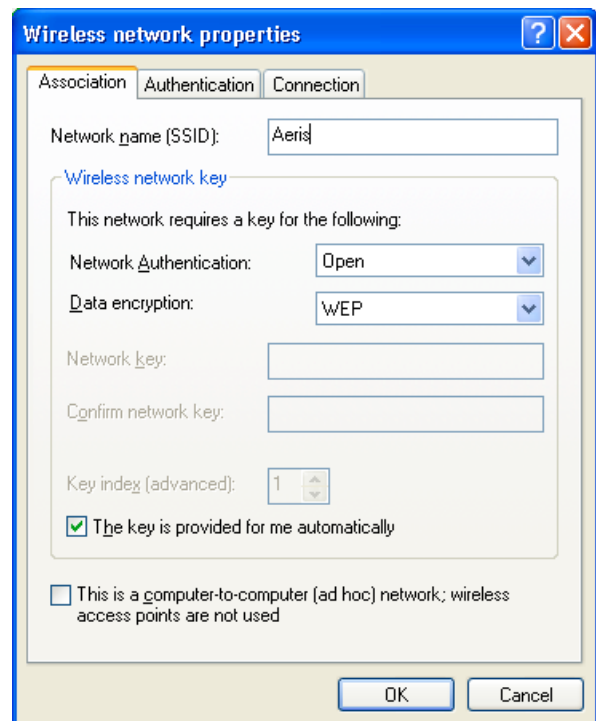 Wireless network properties
Association Authentication Connection
Network name (SSID): Aeris
Wireless network key
This network requires a key for the following:
Network Authentication: Open
Data encryption: WEP
Network key:
Confirm network key:
Key index (advanced): 1
The key is provided for me automatically
This is a computer-to-computer (ad hoc) network; wireless
access points are not used
OK Cancel